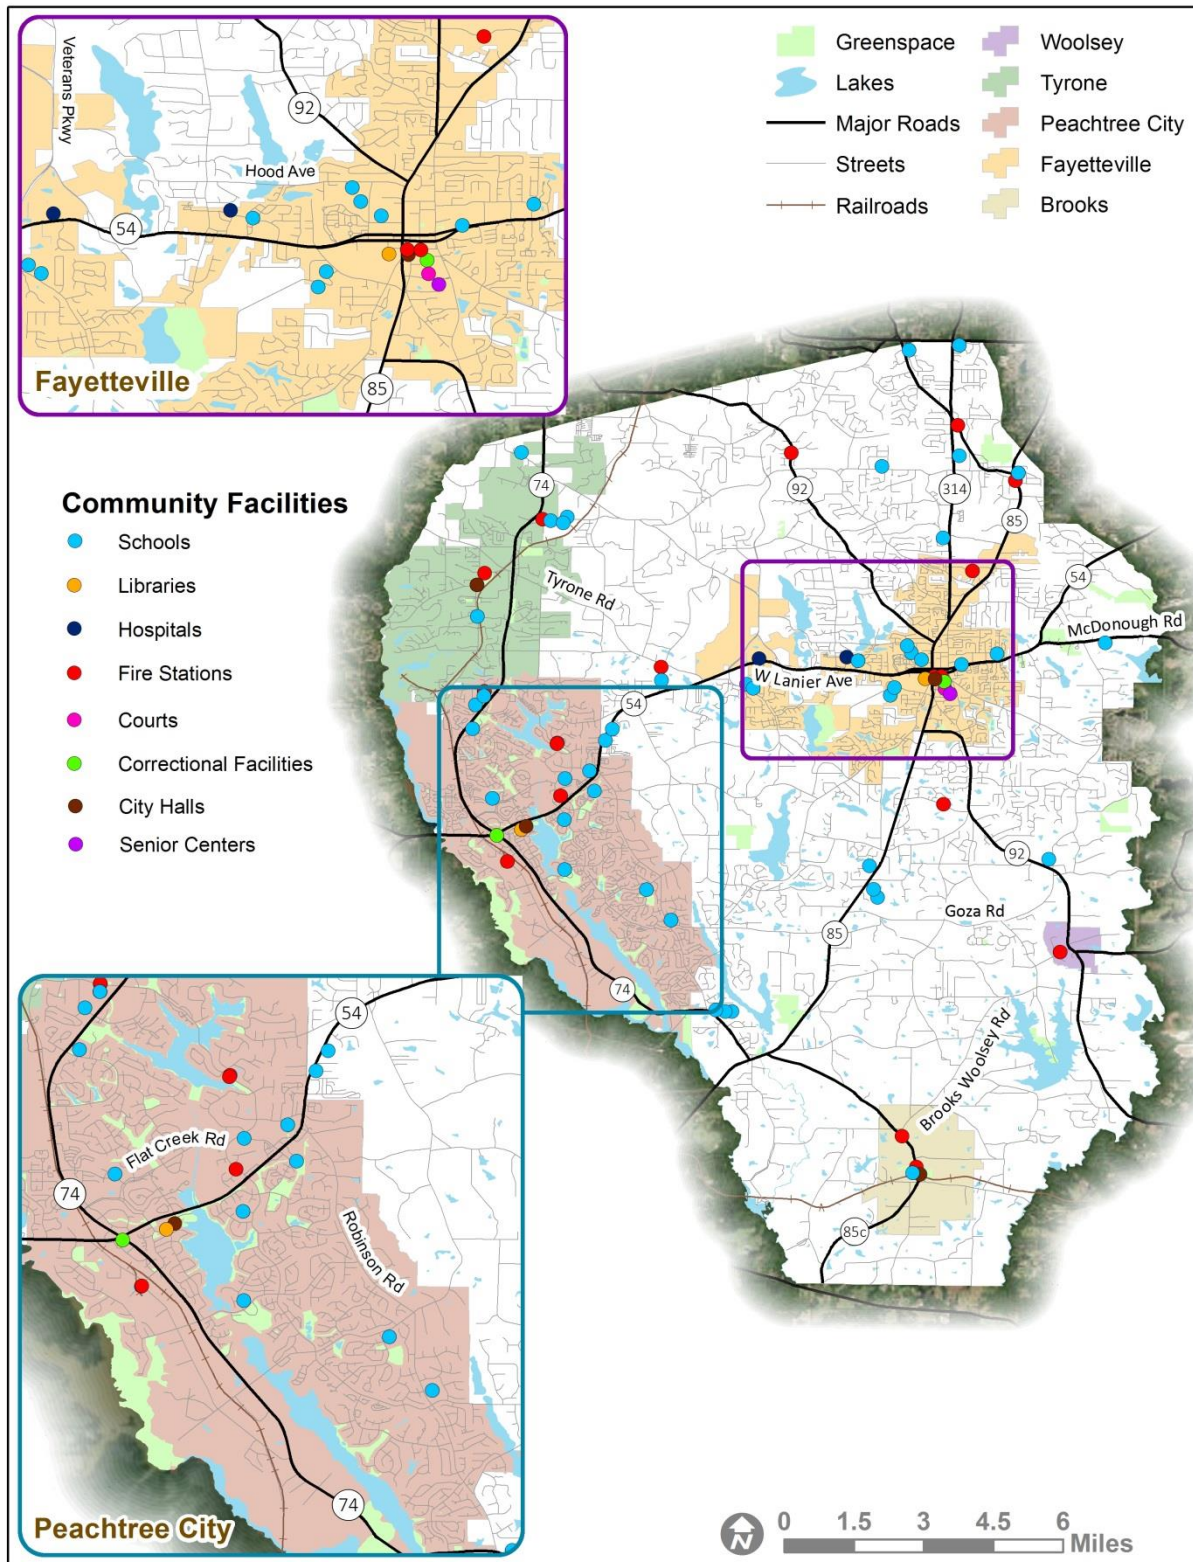 Veterans Pkwy
92
Hood Ave
54
85
Fayetteville
Greenspace
Lakes
Major Roads
Streets
Railroads
Woolsey
Tyrone
Peachtree City
Fayetteville
Brooks
Community Facilities
Schools
Libraries
Hospitals
Fire Stations
Courts
Correctional Facilities
City Halls
Senior Centers
74
92
314
85
54
Tyrone Rd
McDonough Rd
W Lanier Ave
54
92
Goza Rd
85
74
Brooks Woolsey Rd
85c
54
Flat Creek Rd
74
Robinson Rd
74
Peachtree City
N
0 1.5 3 4.5 6
Miles